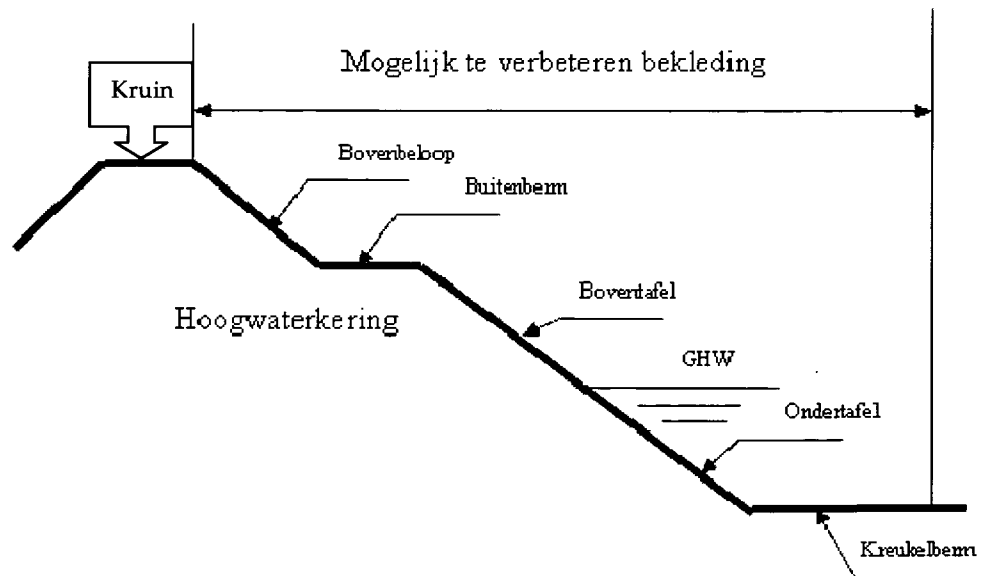 Mogelijk te verbeteren bekleding
Kruin
Bovenbeloop
Buitenberm
Boventafel
Hoogwaterkering
GHW
Ondertafel
Kreukelberm